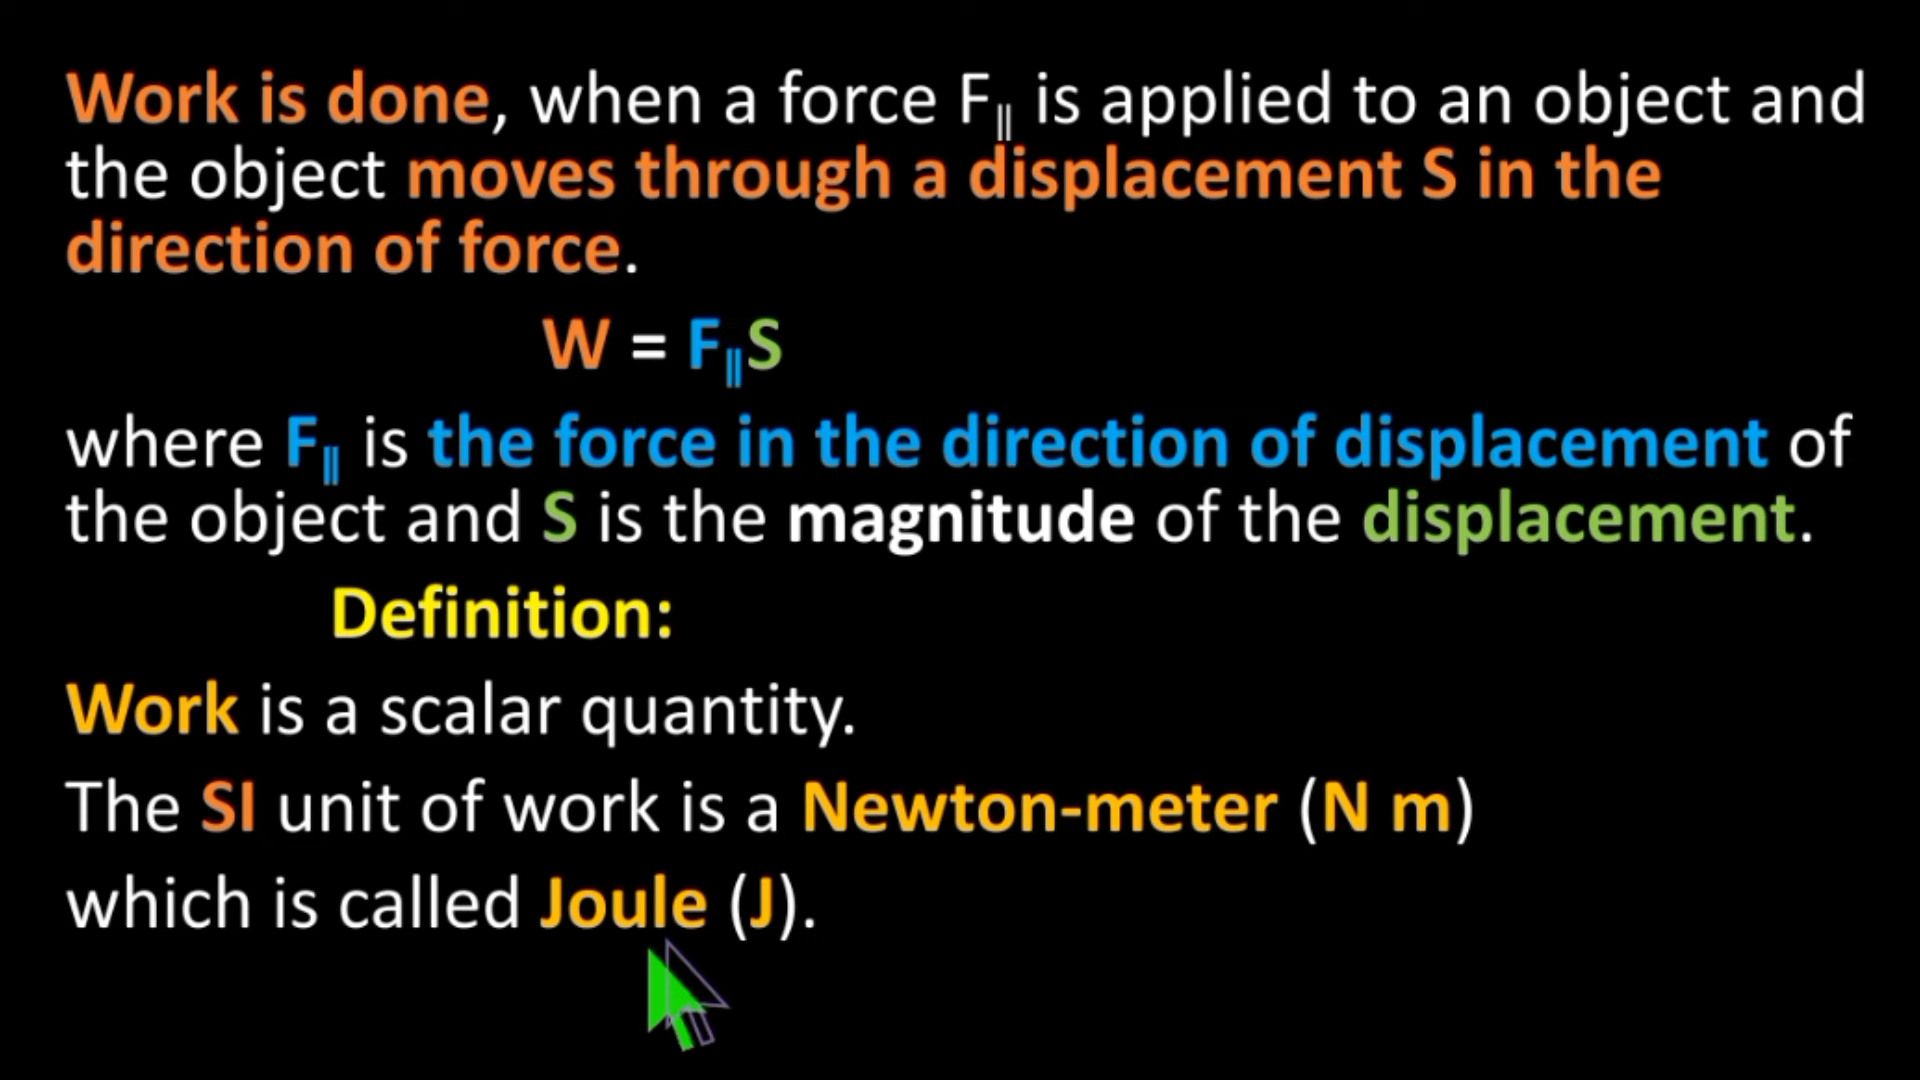 Work is done, when a force F∥ is applied to an object and
the object moves through a displacement S in the
direction of force.
W = F∥S
where F∥ is the force in the direction of displacement of
the object and S is the magnitude of the displacement.
Definition:
Work is a scalar quantity.
The SI unit of work is a Newton-meter (N m)
which is called Joule (J).